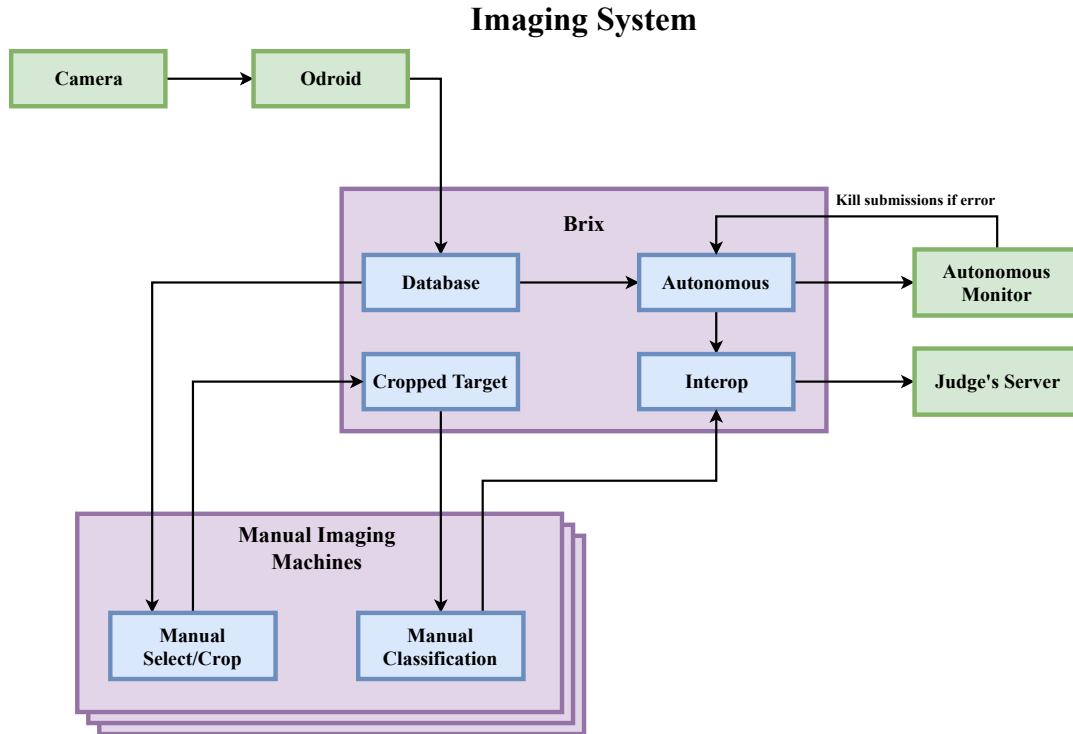 Imaging System
Camera
Odroid
Kill submissions if error
Brix
Database
Autonomous
Autonomous
Monitor
Cropped Target
Interop
Judge's Server
Manual Imaging
Machines
Manual
Select/Crop
Manual
Classification